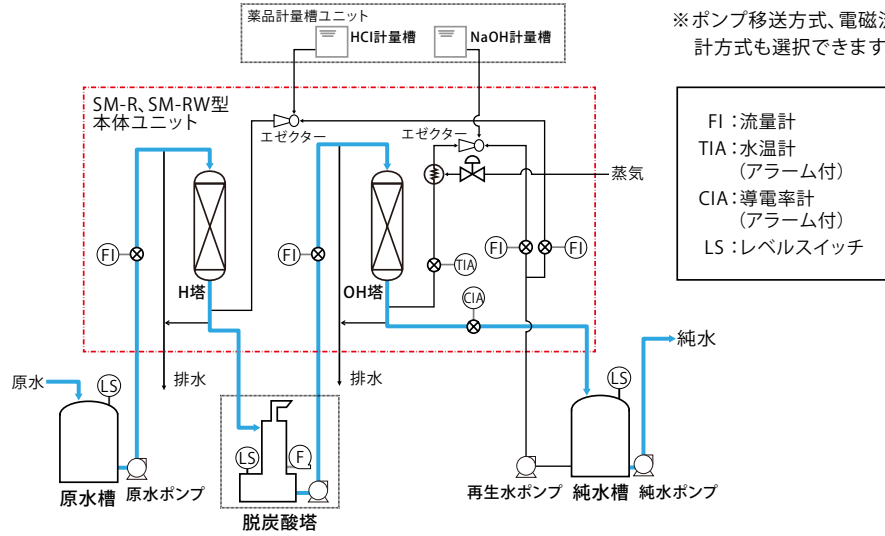 薬品計量槽ユニット
HCl計量槽
NaOH計量槽
※ポンプ移送方式、電磁流
計方式も選択できます
SM-R、SM-RW型
本体ユニット
エゼクター
エゼクター
蒸気
FI：流量計
TIA：水温計
（アラーム付）
CIA：導電率計
（アラーム付）
LS：レベルスイッチ
FI
FI
FI
FI
TIA
H塔
OH塔
CIA
純水
原水
LS
排水
排水
LS
LS
F
原水槽
原水ポンプ
脱炭酸塔
再生水ポンプ
純水槽
純水ポンプ